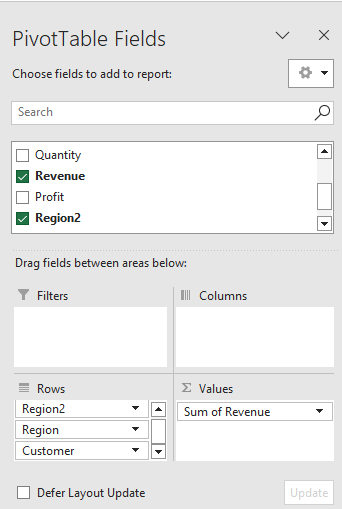 PivotTable Fields
Choose fields to add to report:
Search
Quantity
Revenue
Profit
Region2
Drag fields between areas below:
Filters
Columns
Rows
Σ Values
Region2
Sum of Revenue
Region
Customer
Defer Layout Update
Update